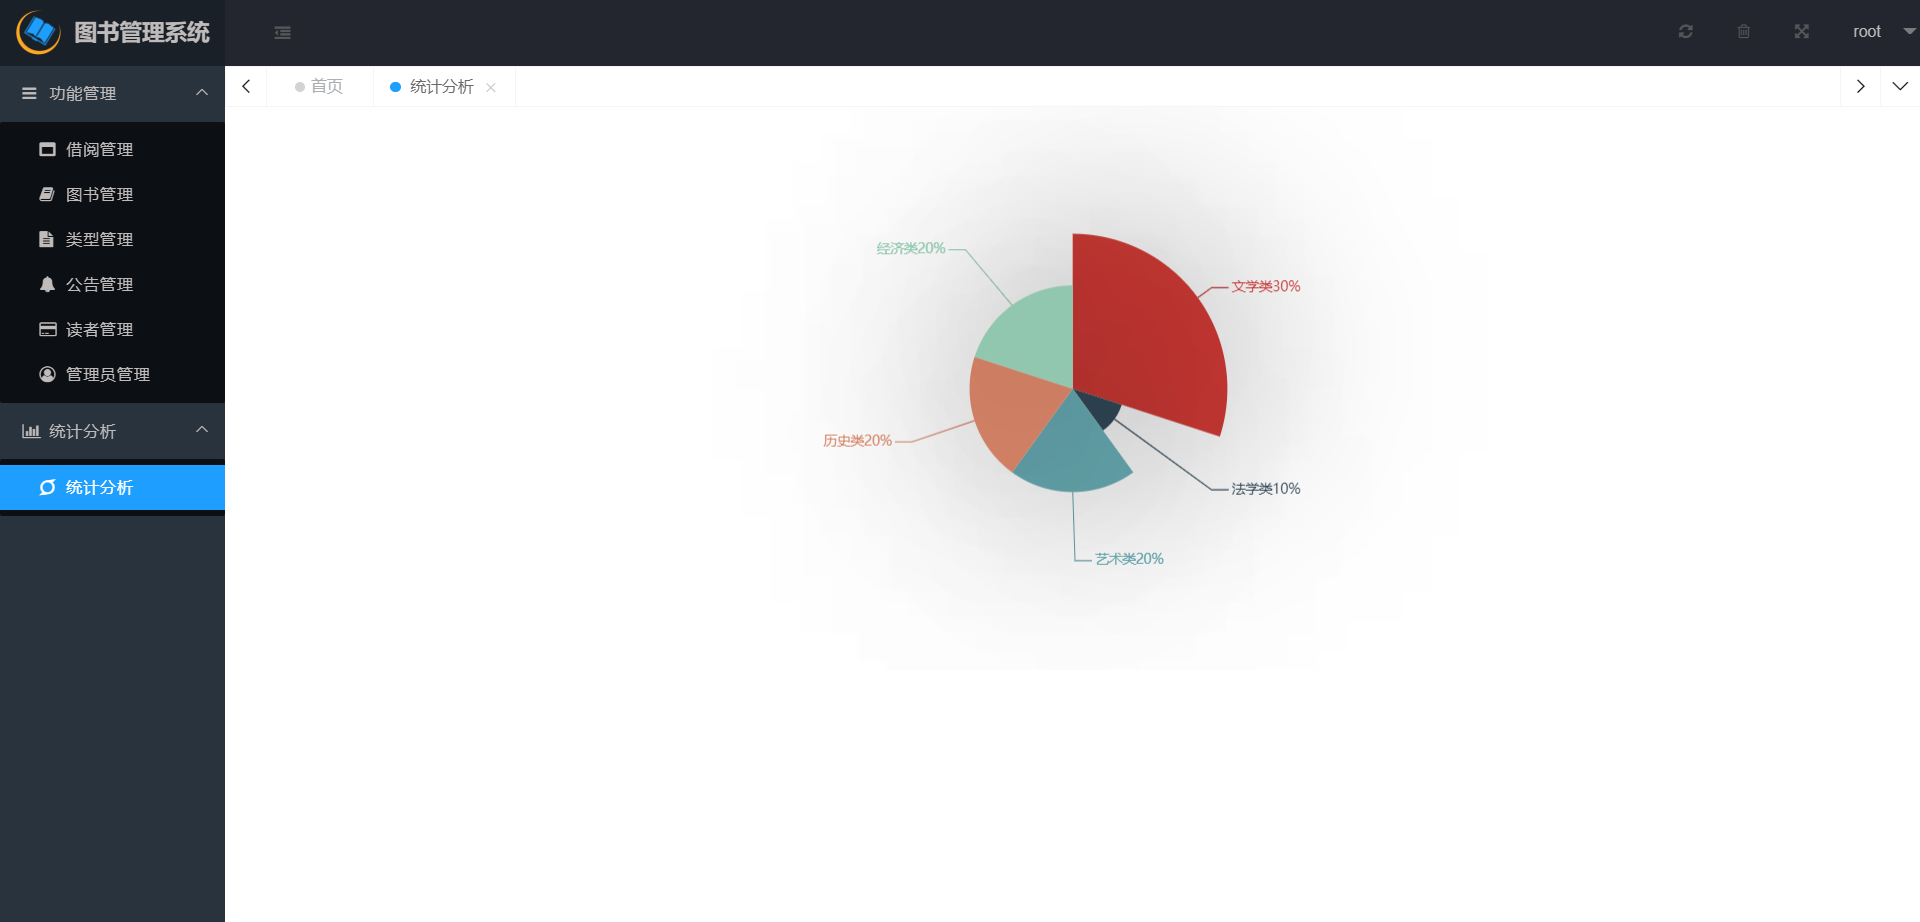 图书管理系统
root
功能管理
首页
统计分析
借阅管理
图书管理
类型管理
公告管理
读者管理
管理员管理
统计分析
统计分析
经济类20%
文学类30%
历史类20%
法学类10%
艺术类20%